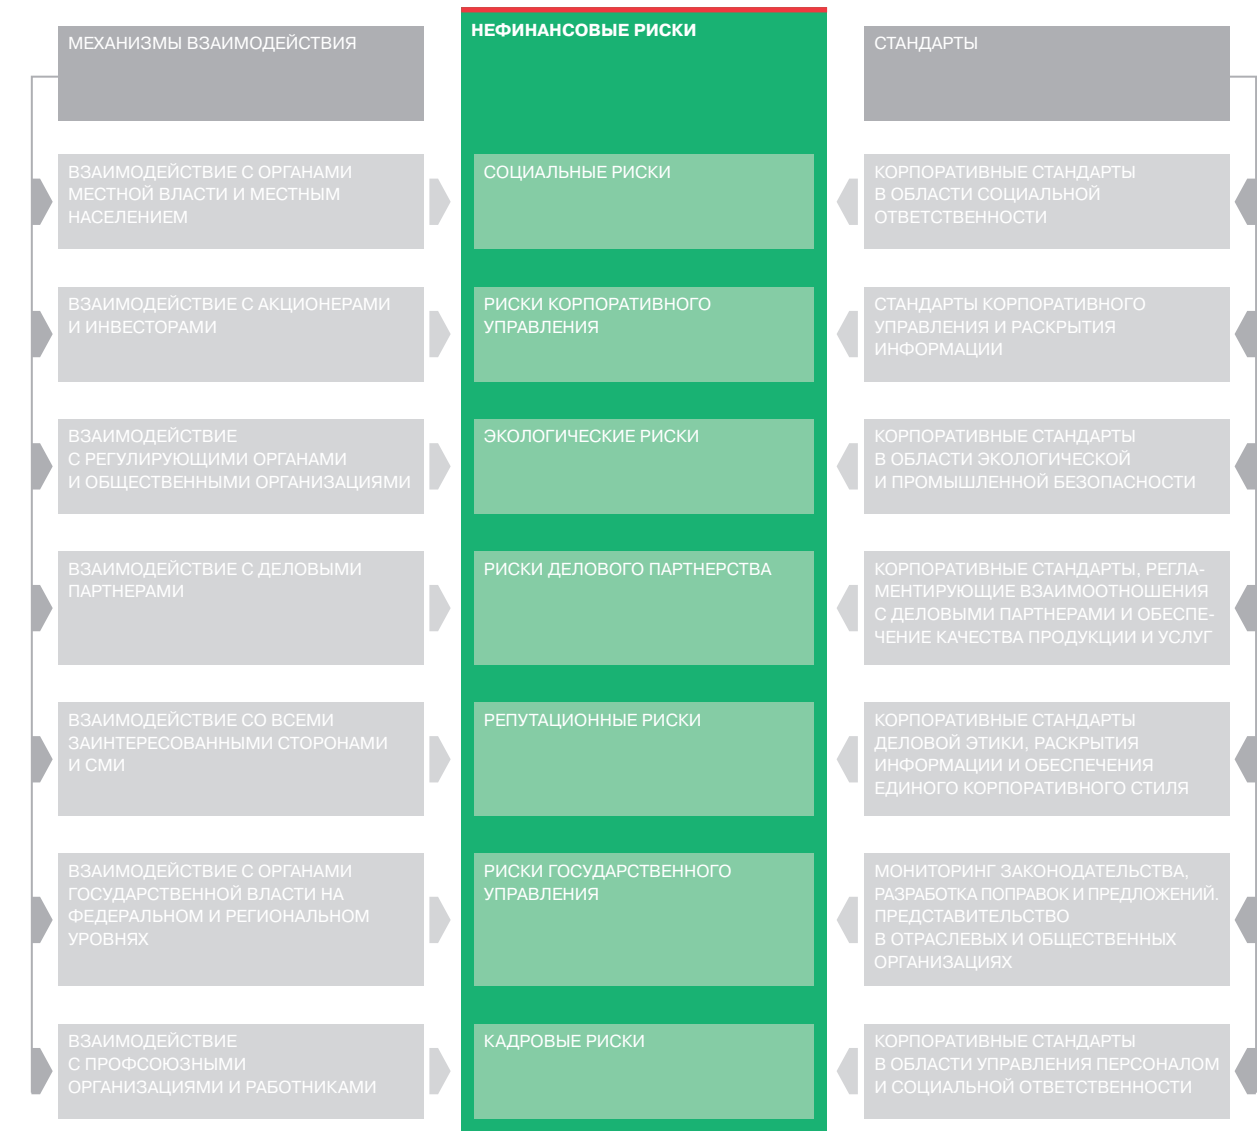 МЕХАНИЗМЫ ВЗАИМОДЕЙСТВИЯ
НЕФИНАНСОВЫЕ РИСКИ
СТАНДАРТЫ
ВЗАИМОДЕЙСТВИЕ С ОРГАНАМИ
МЕСТНОЙ ВЛАСТИ И МЕСТНЫМ
НАСЕЛЕНИЕМ
СОЦИАЛЬНЫЕ РИСКИ
КОРПОРАТИВНЫЕ СТАНДАРТЫ
В ОБЛАСТИ СОЦИАЛЬНОЙ
ОТВЕТСТВЕННОСТИ
ВЗАИМОДЕЙСТВИЕ С АКЦИОНЕРАМИ
И ИНВЕСТОРАМИ
РИСКИ КОРПОРАТИВНОГО
УПРАВЛЕНИЯ
СТАНДАРТЫ КОРПОРАТИВНОГО
УПРАВЛЕНИЯ И РАСКРЫТИЯ
ИНФОРМАЦИИ
ВЗАИМОДЕЙСТВИЕ
С РЕГУЛИРУЮЩИМИ ОРГАНАМИ
И ОБЩЕСТВЕННЫМИ ОРГАНИЗАЦИЯМИ
ЭКОЛОГИЧЕСКИЕ РИСКИ
КОРПОРАТИВНЫЕ СТАНДАРТЫ
В ОБЛАСТИ ЭКОЛОГИЧЕСКОЙ
И ПРОМЫШЛЕННОЙ БЕЗОПАСНОСТИ
ВЗАИМОДЕЙСТВИЕ С ДЕЛОВЫМИ
ПАРТНЕРАМИ
РИСКИ ДЕЛОВОГО ПАРТНЕРСТВА
КОРПОРАТИВНЫЕ СТАНДАРТЫ, РЕГЛА-
МЕНТИРУЮЩИЕ ВЗАИМООТНОШЕНИЯ
С ДЕЛОВЫМИ ПАРТНЕРАМИ И ОБЕСПЕ-
ЧЕНИЕ КАЧЕСТВА ПРОДУКЦИИ И УСЛУГ
ВЗАИМОДЕЙСТВИЕ СО ВСЕМИ
ЗАИНТЕРЕСОВАННЫМИ СТОРОНАМИ
И СМИ
РЕПУТАЦИОННЫЕ РИСКИ
КОРПОРАТИВНЫЕ СТАНДАРТЫ
ДЕЛОВОЙ ЭТИКИ, РАСКРЫТИЯ
ИНФОРМАЦИИ И ОБЕСПЕЧЕНИЯ
ЕДИНОГО КОРПОРАТИВНОГО СТИЛЯ
ВЗАИМОДЕЙСТВИЕ С ОРГАНАМИ
ГОСУДАРСТВЕННОЙ ВЛАСТИ НА
ФЕДЕРАЛЬНОМ И РЕГИОНАЛЬНОМ
УРОВНЯХ
РИСКИ ГОСУДАРСТВЕННОГО
УПРАВЛЕНИЯ
МОНИТОРИНГ ЗАКОНОДАТЕЛЬСТВА,
РАЗРАБОТКА ПОПРАВОК И ПРЕДЛОЖЕНИЙ.
ПРЕДСТАВИТЕЛЬСТВО
В ОТРАСЛЕВЫХ И ОБЩЕСТВЕННЫХ
ОРГАНИЗАЦИЯХ
ВЗАИМОДЕЙСТВИЕ
С ПРОФСОЮЗНЫМИ
ОРГАНИЗАЦИЯМИ И РАБОТНИКАМИ
КАДРОВЫЕ РИСКИ
КОРПОРАТИВНЫЕ СТАНДАРТЫ
В ОБЛАСТИ УПРАВЛЕНИЯ ПЕРСОНАЛОМ
И СОЦИАЛЬНОЙ ОТВЕТСТВЕННОСТИ